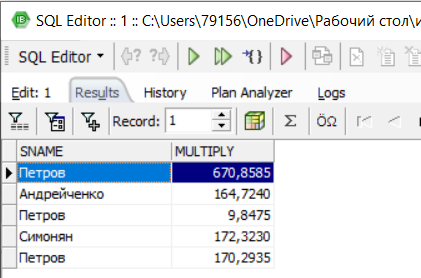 SQL Editor :: 1 :: C:\Users\79156\OneDrive\Рабочий стол\и
SQL Editor
Edit: 1 Results History Plan Analyzer Logs
Record: 1 Σ ÖΩ
SNAME MULTIPLY
Петров 670,8585
Андрейченко 164,7240
Петров 9,8475
Симонян 172,3230
Петров 170,2935